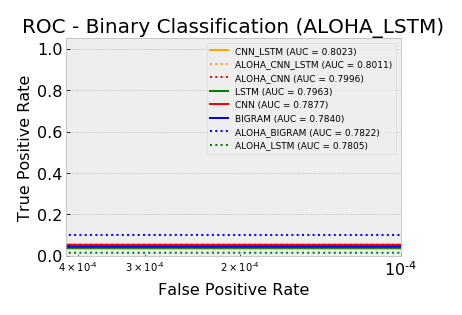 ROC - Binary Classification (ALOHA_LSTM)
1.0
0.8
0.6
0.4
0.2
0.0
True Positive Rate
CNN_LSTM (AUC = 0.8023)
ALOHA_CNN_LSTM (AUC = 0.8011)
ALOHA_CNN (AUC = 0.7996)
LSTM (AUC = 0.7963)
CNN (AUC = 0.7877)
BIGRAM (AUC = 0.7840)
ALOHA_BIGRAM (AUC = 0.7822)
ALOHA_LSTM (AUC = 0.7805)
4 × 10⁻⁴ 3 × 10⁻⁴ 2 × 10⁻⁴ 10⁻⁴
False Positive Rate